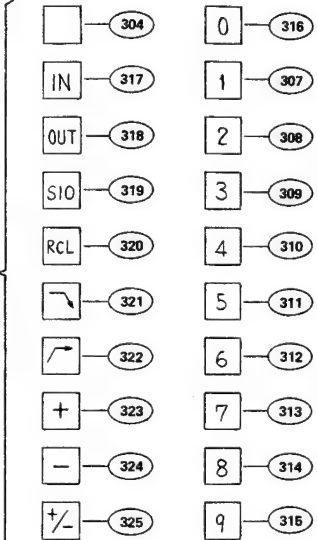 304 0 316
IN 317 1 307
OUT 318 2 308
SIO 319 3 309
RCL 320 4 310
321 5 311
322 6 312
+ 323 7 313
- 324 8 314
+/- 325 9 315